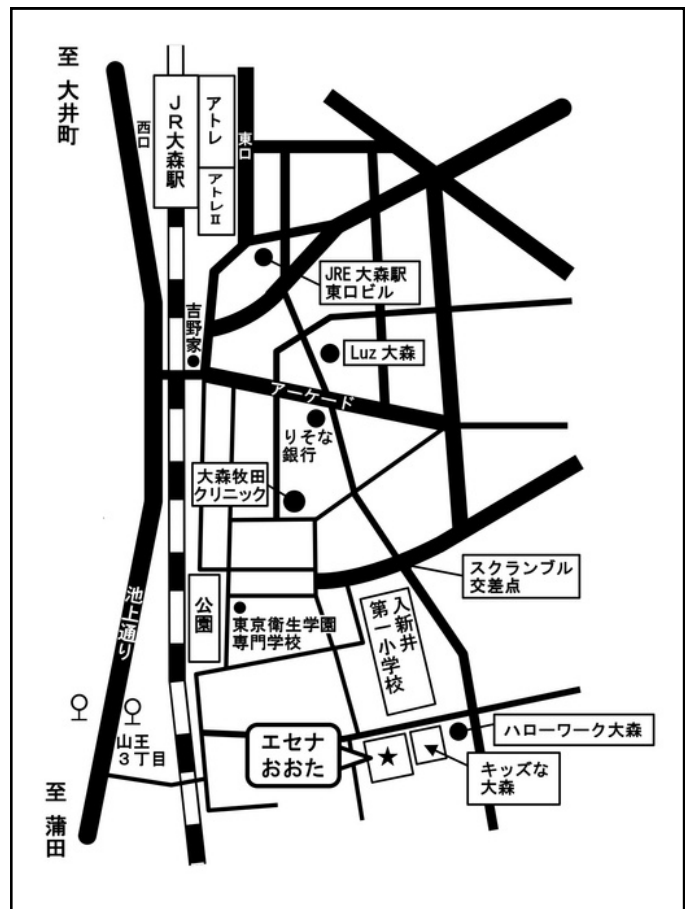 至 大井町
西口
JR大森駅
アトレ
アトレⅡ
東口
JRE 大森駅
東口ビル
吉野家
Luz 大森
アーケード
りそな
銀行
大森牧田
クリニック
スクランブル
交差点
池上通り
公園
東京衛生学園
専門学校
入新井
第一小学校
山王
3丁目
エセナ
おおた
ハローワーク大森
キッズな
大森
至 蒲田